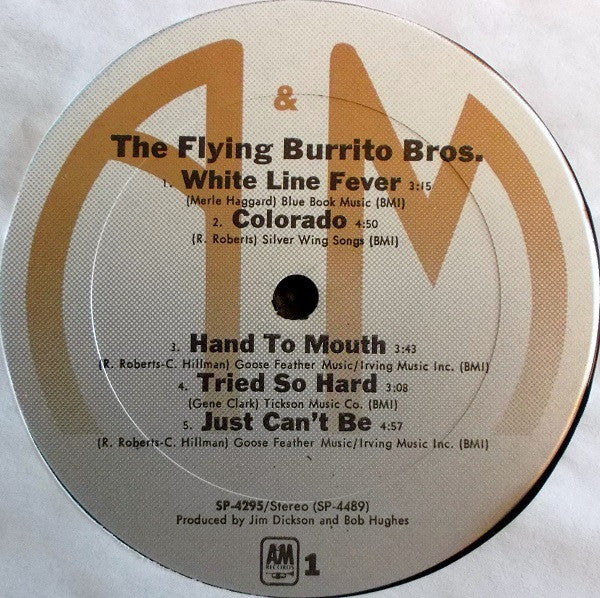 A&M
The Flying Burrito Bros.
1. White Line Fever 3:15
(Merle Haggard) Blue Book Music (BMI)
2. Colorado 4:50
(R. Roberts) Silver Wing Songs (BMI)
3. Hand To Mouth 3:43
(R. Roberts-C. Hillman) Goose Feather Music/Irving Music Inc. (BMI)
4. Tried So Hard 3:08
(Gene Clark) Tickson Music Co. (BMI)
5. Just Can't Be 4:57
(R. Roberts-C. Hillman) Goose Feather Music/Irving Music Inc. (BMI)
SP-4295/Stereo (SP-4489)
Produced by Jim Dickson and Bob Hughes
AM RECORDS 1